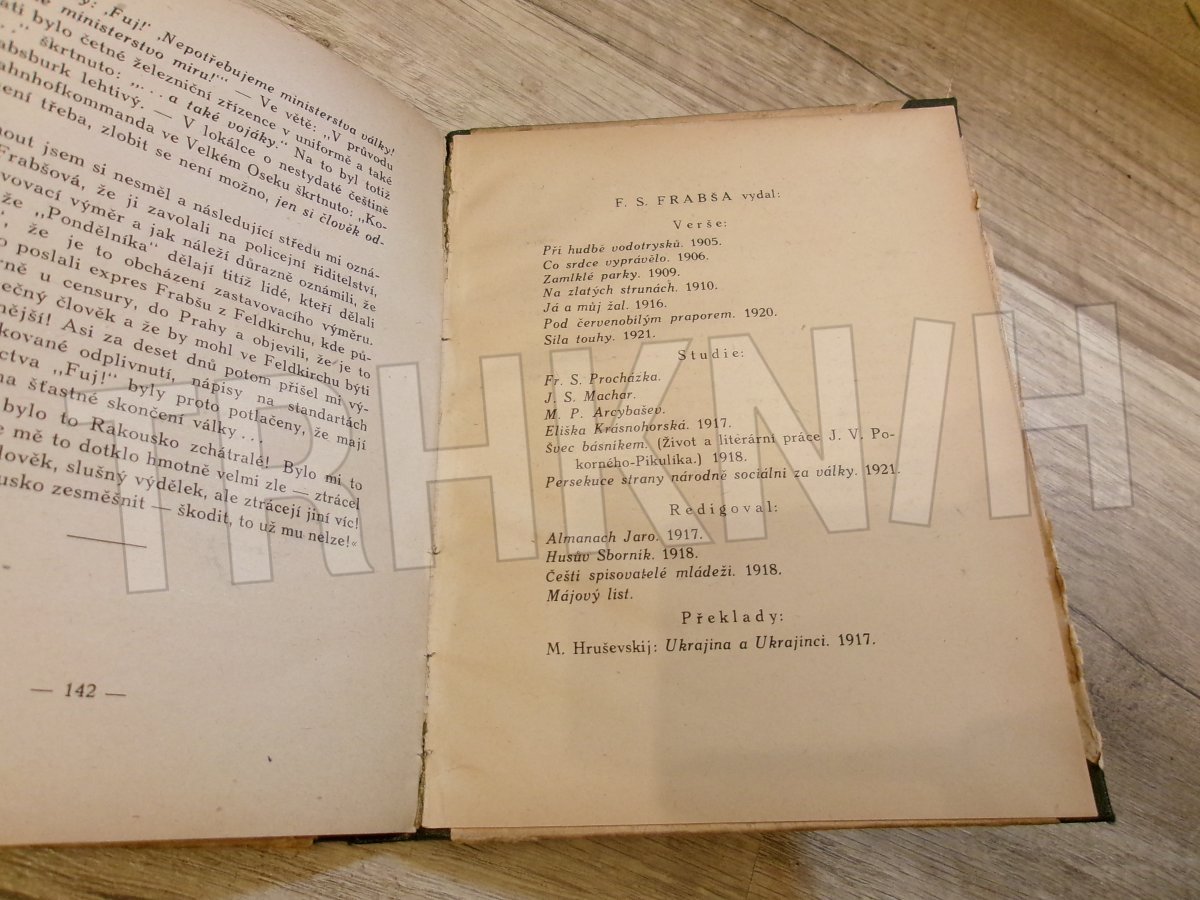 : ‚Fuj!‘ ‚Nepotřebujeme ministerstva války!
ministerstvo míru!‘“ — Ve větě: „V průvodu
bylo četné železniční zřízence v uniformě a také
škrtnuto: „. . . a také vojáky.“ Na to byl totiž
lehtivý. — V lokálce o nestydaté češtině
ahnhofkommanda ve Velkém Oseku škrtnuto: „Ko-
třeba, zlobit se není možno, jen si člověk od-
jsem si nesměl a následující středu mi ozná-
Frabšová, že ji zavolali na policejní řiditelství,
vovací výměr a jak náleží důrazně oznámili, že
že „Pondělníka“ dělají titíž lidé, kteří dělali
že je to obcházení zastavovacího výměru.
poslali expres Frabšu z Feldkirchu, kde pů-
u censury, do Prahy a objevili, že je to
ečný člověk a že by mohl ve Feldkirchu býti
nější! Asi za deset dnů potom přišel mi vý-
kované odplivnutí, nápisy na standartách
ctva „Fuj!“ byly proto potlačeny, že mají
na šťastné skončení války . . .
bylo to Rakousko zchátralé! Bylo mi to
mě to dotklo hmotně velmi zle — ztrácel
lověk, slušný výdělek, ale ztrácejí jiní víc!
usko zesměšnit — škodit, to už mu nelze!“
— 142 —
F. S. FRABŠA vydal:
Verše:
Při hudbě vodotrysků. 1905.
Co srdce vyprávělo. 1906.
Zamlklé parky. 1909.
Na zlatých strunách. 1910.
Já a můj žal. 1916.
Pod červenobílým praporem. 1920.
Síla touhy. 1921.
Studie:
Fr. S. Procházka.
J. S. Machar.
M. P. Arcybašev.
Eliška Krásnohorská. 1917.
Švec básníkem. (Život a literární práce J. V. Po-
korného-Pikulíka.) 1918.
Persekuce strany národně sociální za války. 1921.
Redigoval:
Almanach Jaro. 1917.
Husův Sborník. 1918.
Čeští spisovatelé mládeži. 1918.
Májový list.
Překlady:
M. Hruševskij: Ukrajina a Ukrajinci. 1917.
TRHKNIH